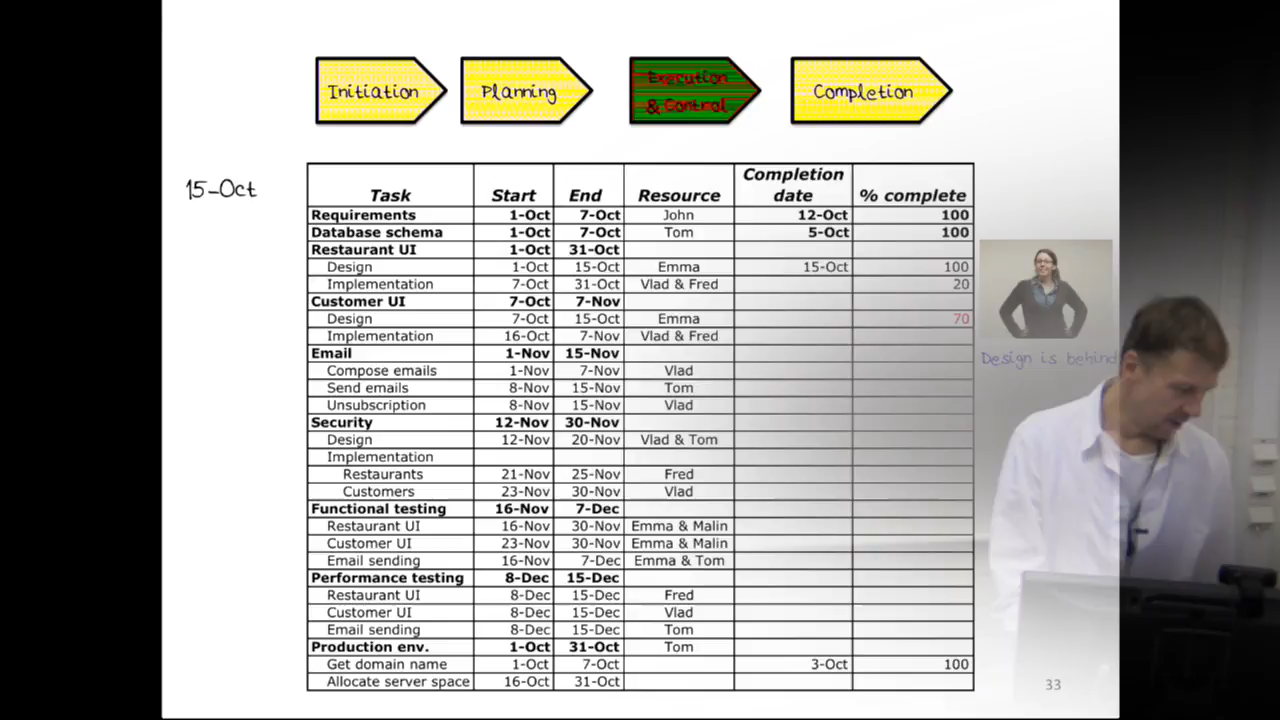 Initiation Planning Execution & Control Completion
15-Oct
Task Start End Resource Completion date % complete
Requirements 1-Oct 7-Oct John 12-Oct 100
Database schema 1-Oct 7-Oct Tom 5-Oct 100
Restaurant UI 1-Oct 31-Oct
Design 1-Oct 15-Oct Emma 15-Oct 100
Implementation 7-Oct 31-Oct Vlad & Fred 20
Customer UI 7-Oct 7-Nov
Design 7-Oct 15-Oct Emma 70
Implementation 16-Oct 7-Nov Vlad & Fred
Design is behind
Email 1-Nov 15-Nov
Compose emails 1-Nov 7-Nov Vlad
Send emails 8-Nov 15-Nov Tom
Unsubscription 8-Nov 15-Nov Vlad
Security 12-Nov 30-Nov
Design 12-Nov 20-Nov Vlad & Tom
Implementation
Restaurants 21-Nov 25-Nov Fred
Customers 23-Nov 30-Nov Vlad
Functional testing 16-Nov 7-Dec
Restaurant UI 16-Nov 30-Nov Emma & Malin
Customer UI 23-Nov 30-Nov Emma & Malin
Email sending 16-Nov 7-Dec Emma & Tom
Performance testing 8-Dec 15-Dec
Restaurant UI 8-Dec 15-Dec Fred
Customer UI 8-Dec 15-Dec Vlad
Email sending 8-Dec 15-Dec Tom
Production env. 1-Oct 31-Oct Tom
Get domain name 1-Oct 7-Oct 3-Oct 100
Allocate server space 16-Oct 31-Oct
33